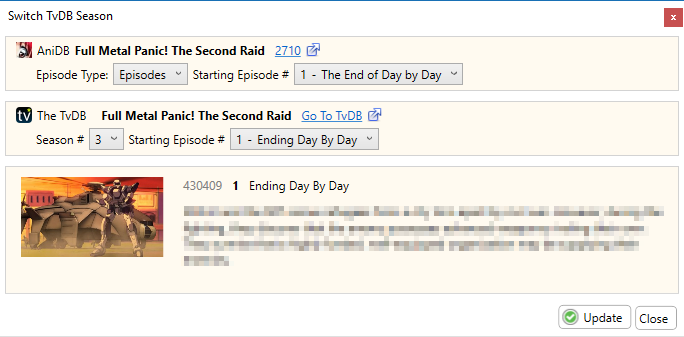 Switch TvDB Season
x
AniDB Full Metal Panic! The Second Raid 2710
Episode Type: Episodes Starting Episode # 1 - The End of Day by Day
tv The TvDB Full Metal Panic! The Second Raid Go To TvDB
Season # 3 Starting Episode # 1 - Ending Day By Day
430409 1 Ending Day By Day
Update Close